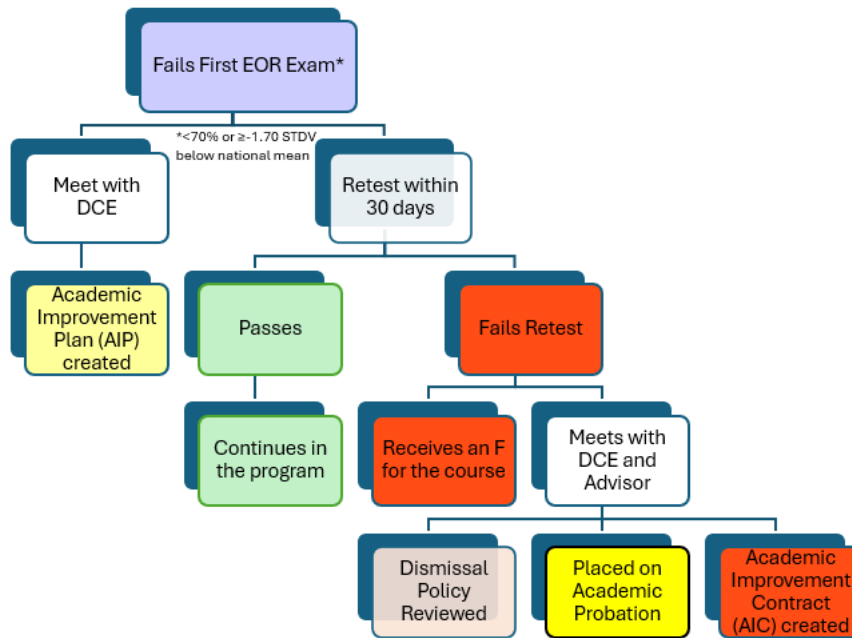 Fails First EOR Exam*
*<70% or ≥-1.70 STDV
below national mean
Meet with
DCE
Retest within
30 days
Academic
Improvement
Plan (AIP)
created
Passes
Fails Retest
Continues in
the program
Receives an F
for the course
Meets with
DCE and
Advisor
Dismissal
Policy
Reviewed
Placed on
Academic
Probation
Academic
Improvement
Contract
(AIC) created